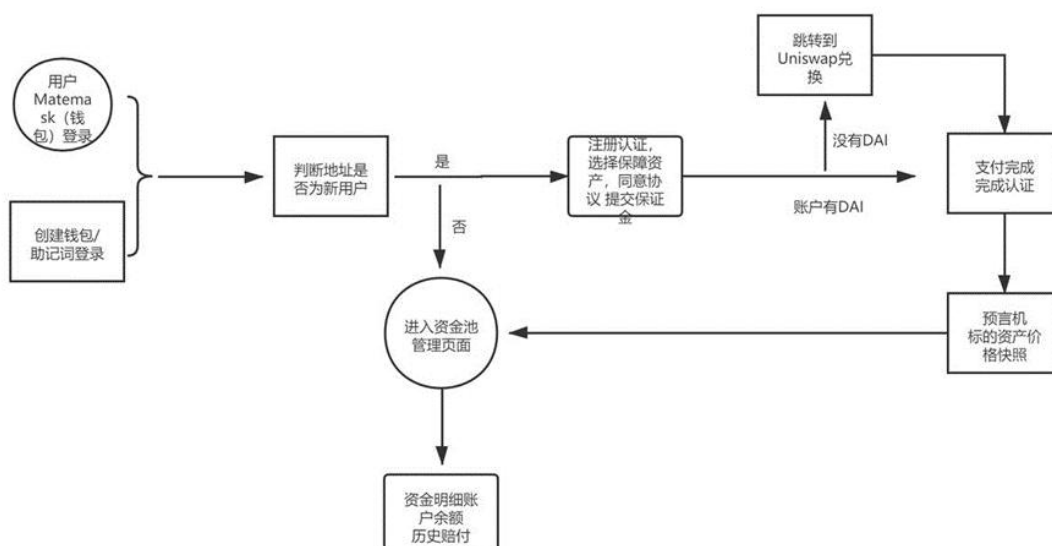 用户
Matema
sk（钱
包）登录
创建钱包/
助记词登录
判断地址是
否为新用户
是
否
注册认证，
选择保障资
产，同意协
议 提交保证
金
跳转到
Uniswap兑
换
没有DAI
账户有DAI
支付完成
完成认证
预言机
标的资产价
格快照
进入资金池
管理页面
资金明细账
户余额
历史赔付